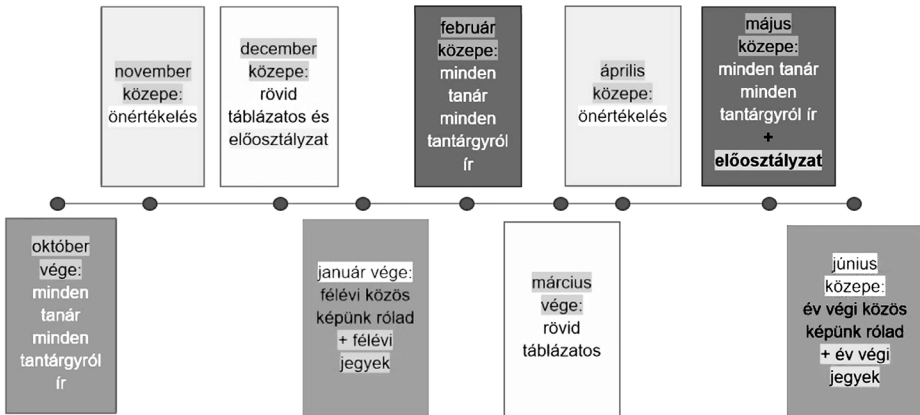 október
vége:
minden
tanár
minden
tantárgyról
ír
november
közepe:
önértékelés
december
közepe:
rövid
táblázatos és
előosztályzat
január vége:
félévi közös
képünk rólad
+ félévi
jegyek
február
közepe:
minden
tanár
minden
tantárgyról
ír
március
vége:
rövid
táblázatos
április
közepe:
önértékelés
május
közepe:
minden tanár
minden
tantárgyról ír
+
előosztályzat
június
közepe:
év végi közös
képünk rólad
+ év végi
jegyek